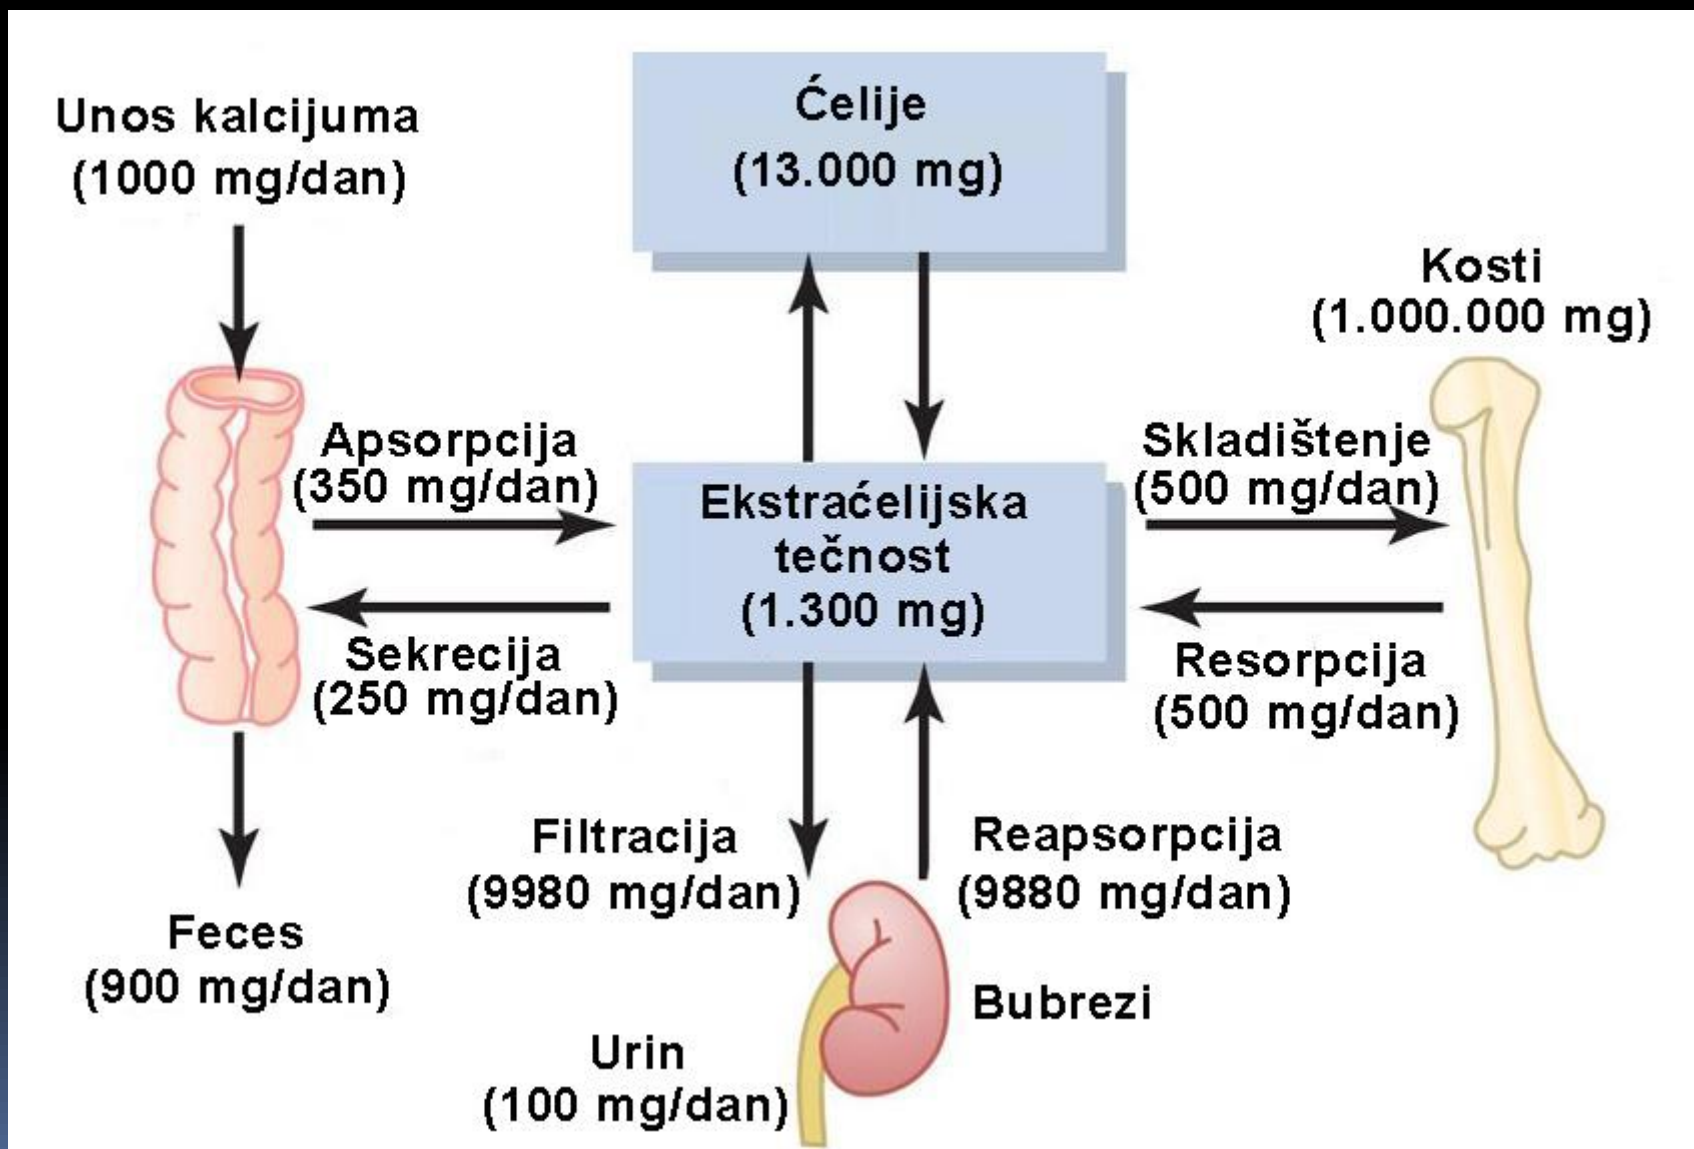 Unos kalcijuma
(1000 mg/dan)
Ćelije
(13.000 mg)
Kosti
(1.000.000 mg)
Apsorpcija
(350 mg/dan)
Ekstraćelijska
tečnost
(1.300 mg)
Skladištenje
(500 mg/dan)
Sekrecija
(250 mg/dan)
Resorpcija
(500 mg/dan)
Filtracija
(9980 mg/dan)
Reapsorpcija
(9880 mg/dan)
Feces
(900 mg/dan)
Bubrezi
Urin
(100 mg/dan)